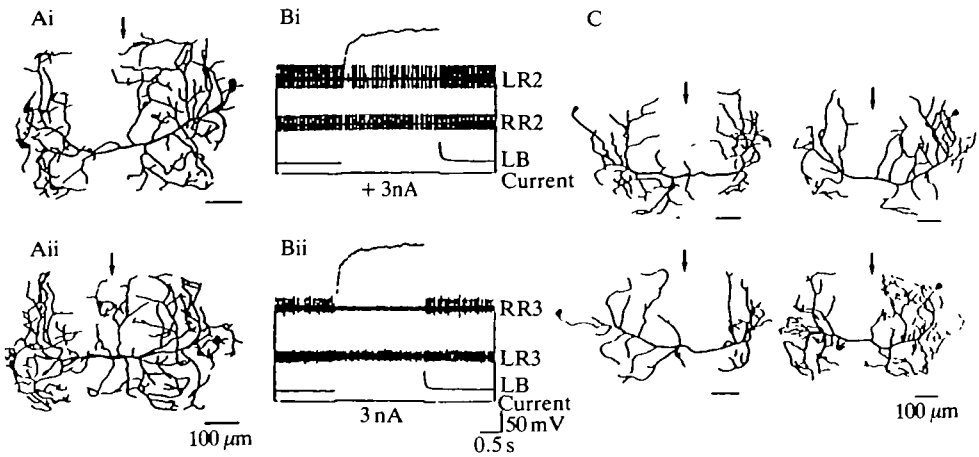 Ai
Bi
LR2
RR2
LB
Current
+ 3nA
C
Aii
100 μm
Bii
RR3
LR3
LB
Current
3 nA
50 mV
0.5 s
100 μm